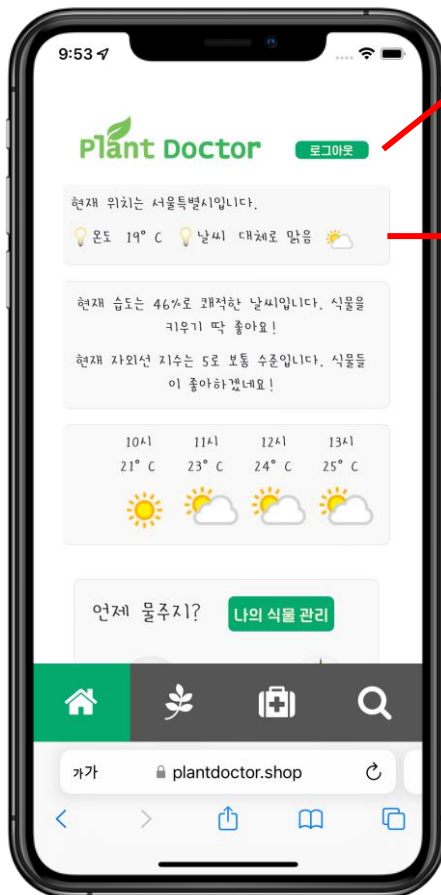 9:53
Plant Doctor
로그아웃
현재 위치는 서울특별시입니다.
온도 19° C 날씨 대체로 맑음
현재 습도는 46%로 쾌적한 날씨입니다. 식물을
키우기 딱 좋아요!
현재 자외선 지수는 5로 보통 수준입니다. 식물들
이 좋아하겠네요!
10시 11시 12시 13시
21° C 23° C 24° C 25° C
언제 물주지? 나의 식물 관리
가가 plantdoctor.shop